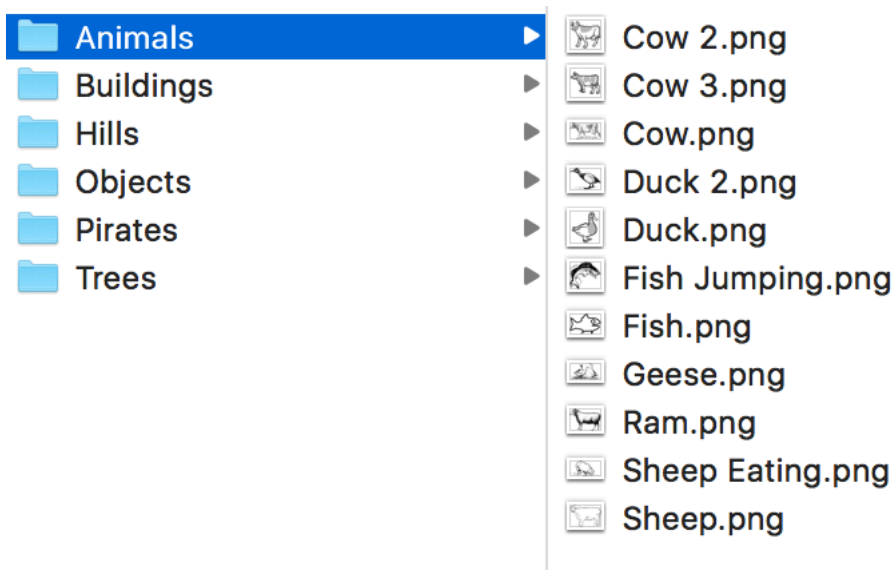 Animals
Buildings
Hills
Objects
Pirates
Trees
Cow 2.png
Cow 3.png
Cow.png
Duck 2.png
Duck.png
Fish Jumping.png
Fish.png
Geese.png
Ram.png
Sheep Eating.png
Sheep.png